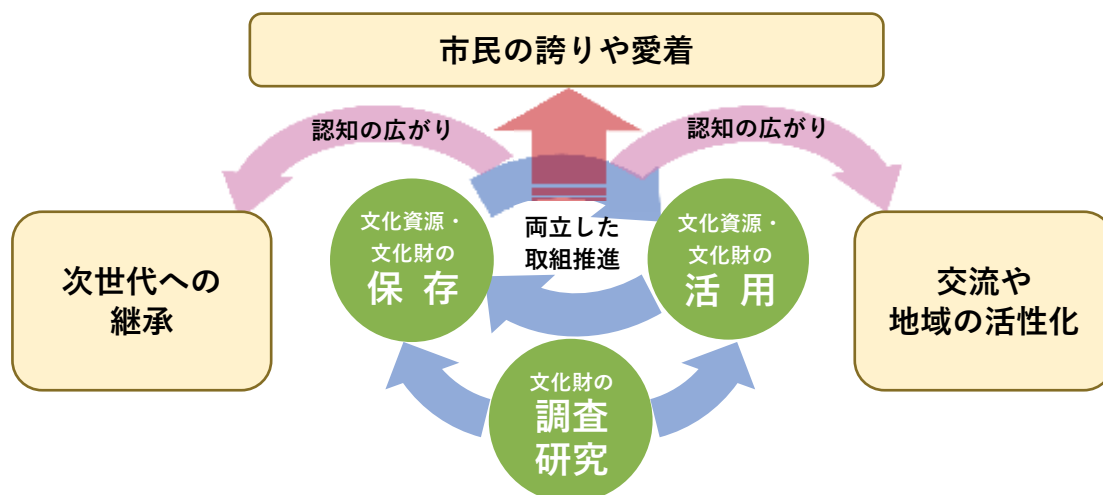 市民の誇りや愛着
認知の広がり
認知の広がり
文化資源・
文化財の
保 存
両立した
取組推進
文化資源・
文化財の
活 用
次世代への
継承
交流や
地域の活性化
文化財の
調査
研究